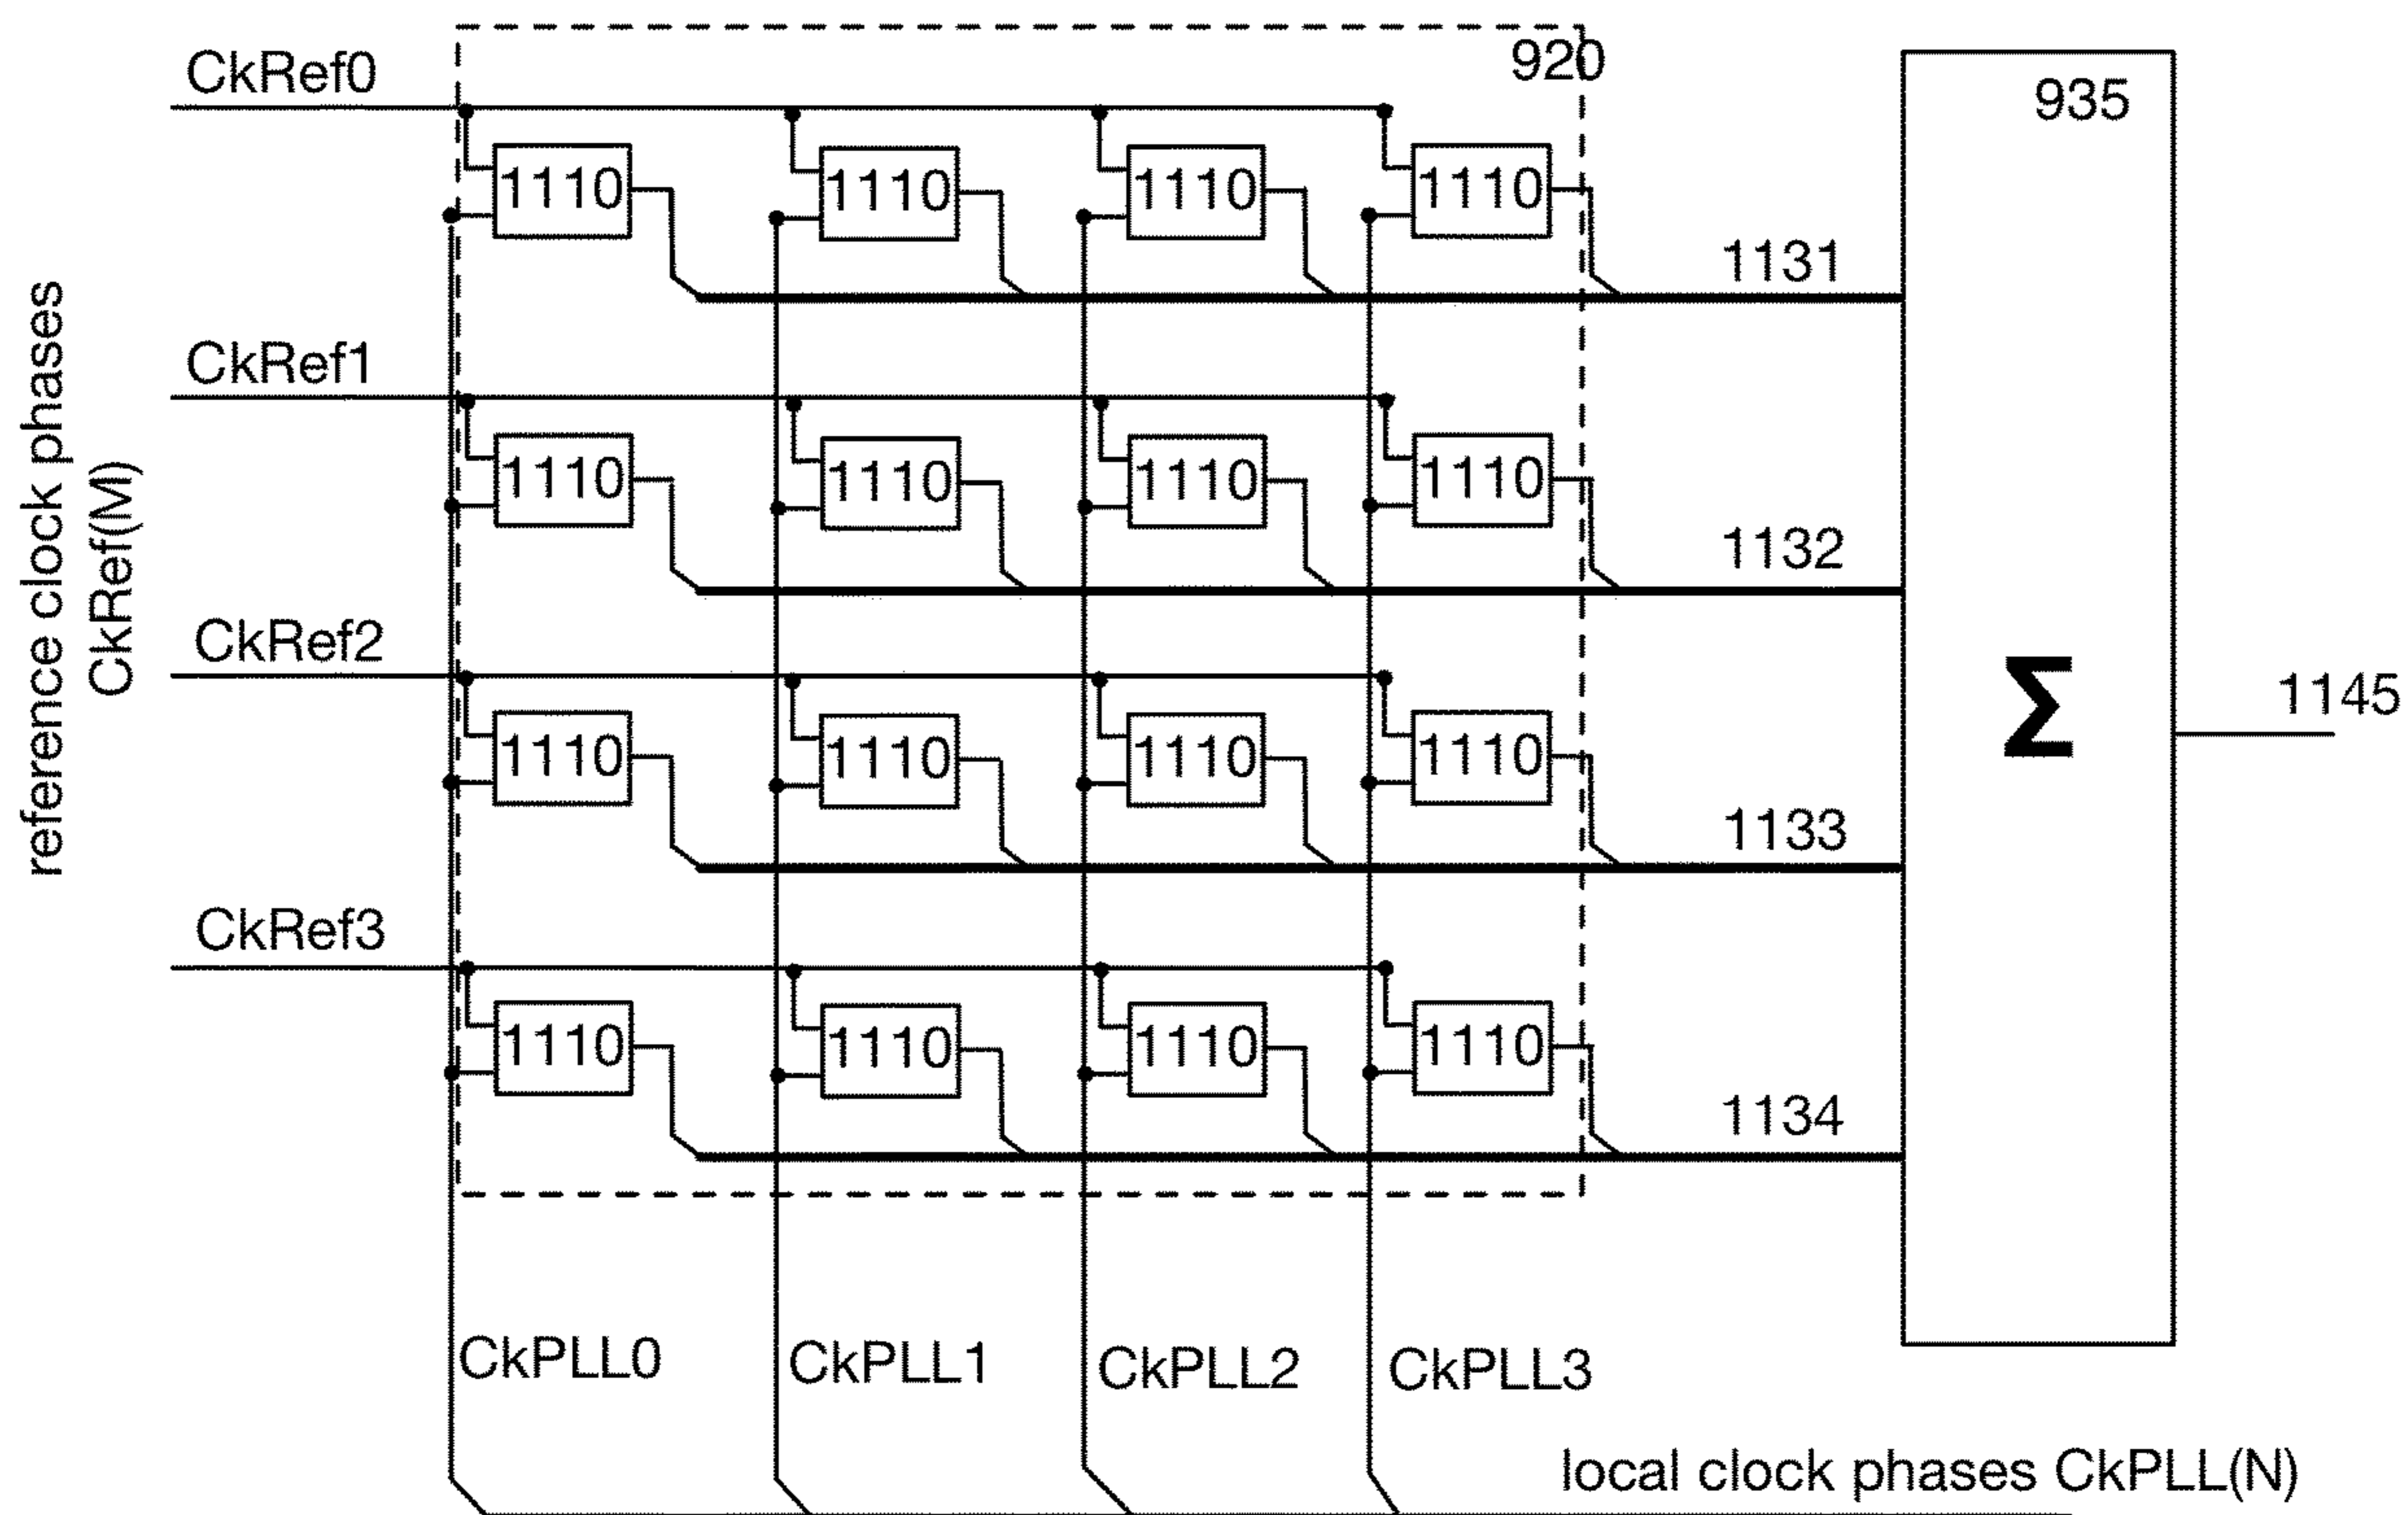 920
935
CkRef0
1110 1110 1110 1110
1131
CkRef1
1110 1110 1110 1110
1132
reference clock phases
CkRef(M)
CkRef2
1110 1110 1110 1110
1133
Σ
1145
CkRef3
1110 1110 1110 1110
1134
CkPLL0 CkPLL1 CkPLL2 CkPLL3
local clock phases CkPLL(N)